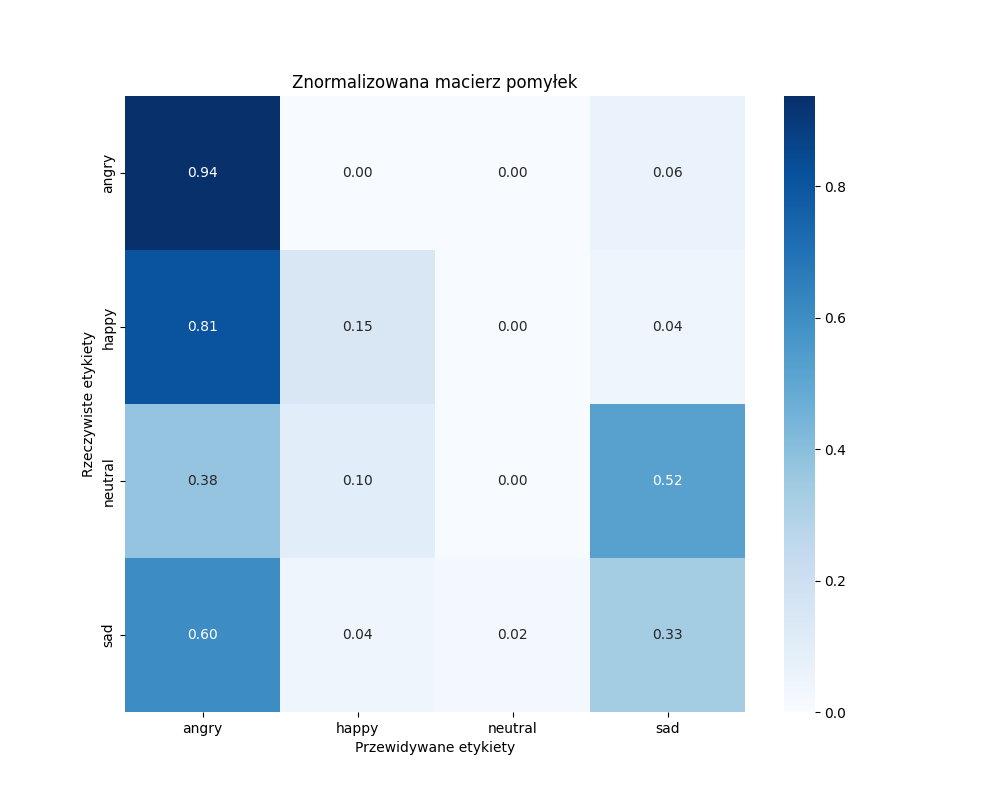 Znormalizowana macierz pomyłek
Rzeczywiste etykiety
angry 0.94 0.00 0.00 0.06
happy 0.81 0.15 0.00 0.04
neutral 0.38 0.10 0.00 0.52
sad 0.60 0.04 0.02 0.33
angry happy neutral sad
Przewidywane etykiety
0.8
0.6
0.4
0.2
0.0